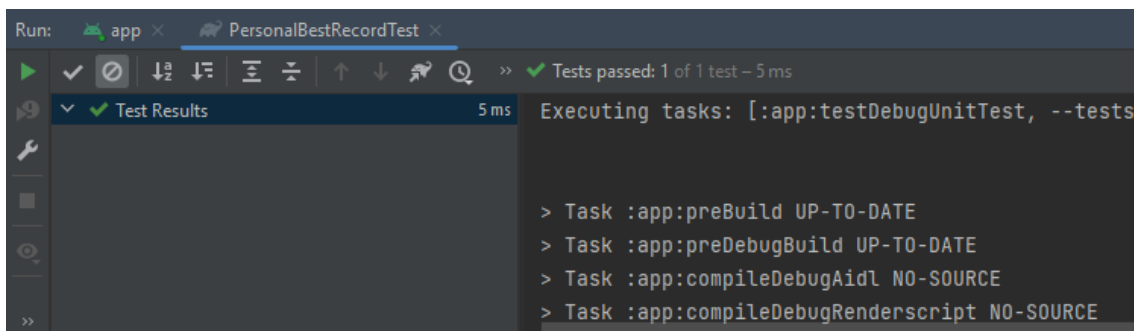 Run: app PersonalBestRecordTest
Tests passed: 1 of 1 test – 5 ms
Test Results 5 ms
Executing tasks: [:app:testDebugUnitTest, --tests
> Task :app:preBuild UP-TO-DATE
> Task :app:preDebugBuild UP-TO-DATE
> Task :app:compileDebugAidl NO-SOURCE
> Task :app:compileDebugRenderscript NO-SOURCE